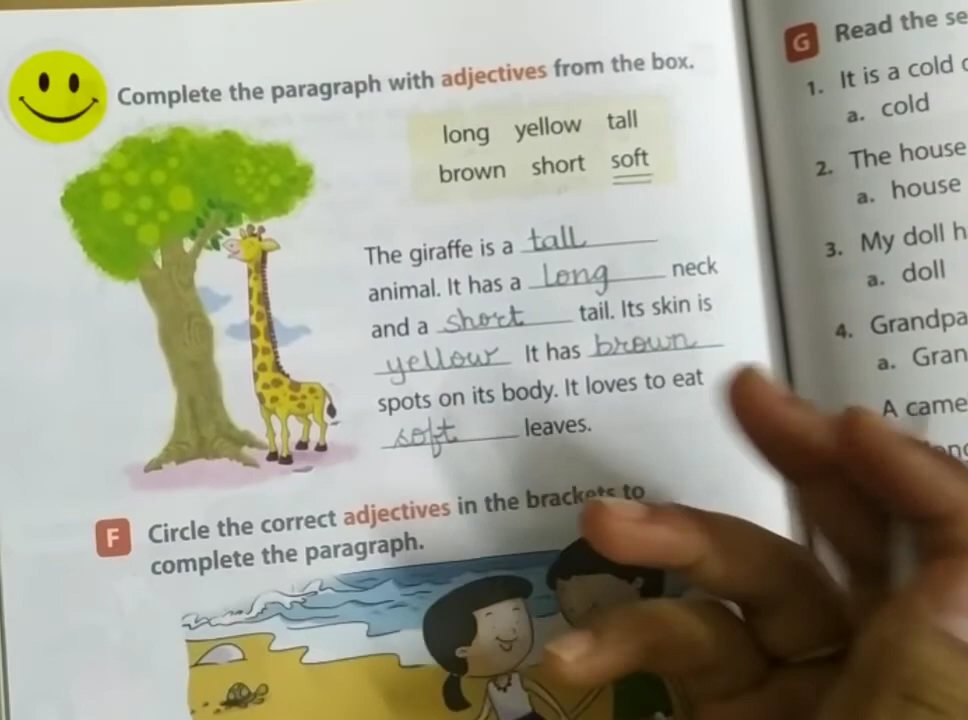 Complete the paragraph with adjectives from the box.
long yellow tall
brown short soft
The giraffe is a tall
animal. It has a long neck
and a short tail. Its skin is
yellow It has brown
spots on its body. It loves to eat
soft leaves.
F Circle the correct adjectives in the brackets to
complete the paragraph.
G Read the
1. It is a cold
a. cold
2. The house
a. house
3. My doll
a. doll
4. Grandpa
a.
A